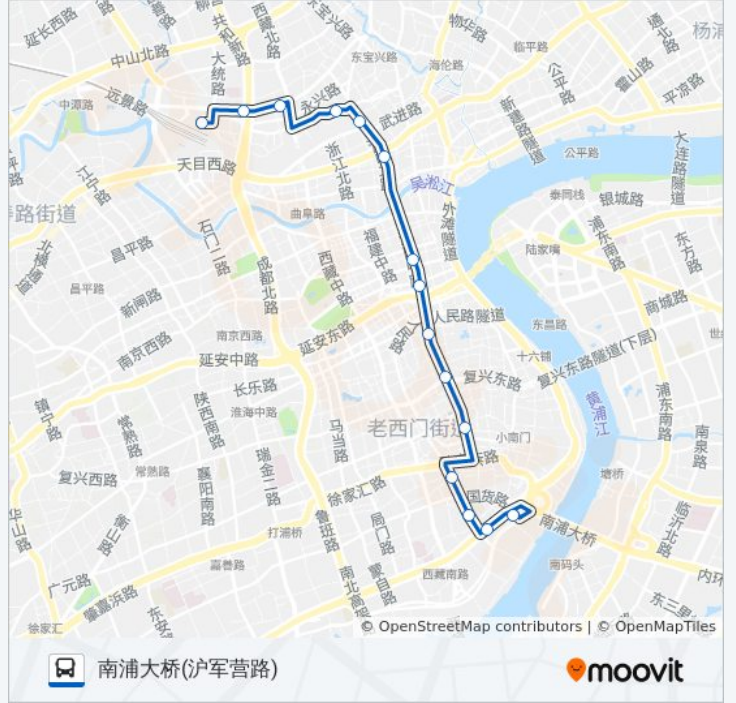 延长西路
西藏北路
宝兴路
物华路
通北路
杨浦
共和新路
临平路
中山北路
大统路
东宝兴路
海伦路
公平路
霍山路
平凉路
中潭路
远景路
永兴路
武进路
新建路隧道
大连路隧道
天目西路
浙江北路
公平路
江宁路
吴淞江
泰同栈
银城路
曲阜路
外滩隧道
浦东南路
路街道
石门二路
福建中路
陆家嘴
东方路
昌平路
成都北路
西藏中路
昌平路
新闸路
商城路
人民路隧道
东昌路
南京西路
延安东路
人民路
南京西路
延安中路
十六铺
复兴东路隧道(下层)
复兴东路
长乐路
黄浦江
镇宁路
陕西南路
淮海中路
浦东南路
常熟路
马当路
老西门街道
小南门
南泉路
瑞金二路
复兴西路
常熟路
襄阳南路
塘桥
徐家汇路
国货路
华山路
衡山路
打浦桥
鲁班路
局门路
南浦大桥
临沂北路
嘉善路
西藏南路
南码头
广元路
蒙自路
内环
肇嘉浜路
南北高架
徐家汇
东三里
© OpenStreetMap contributors | © OpenMapTiles
南浦大桥(沪军营路)
moovit